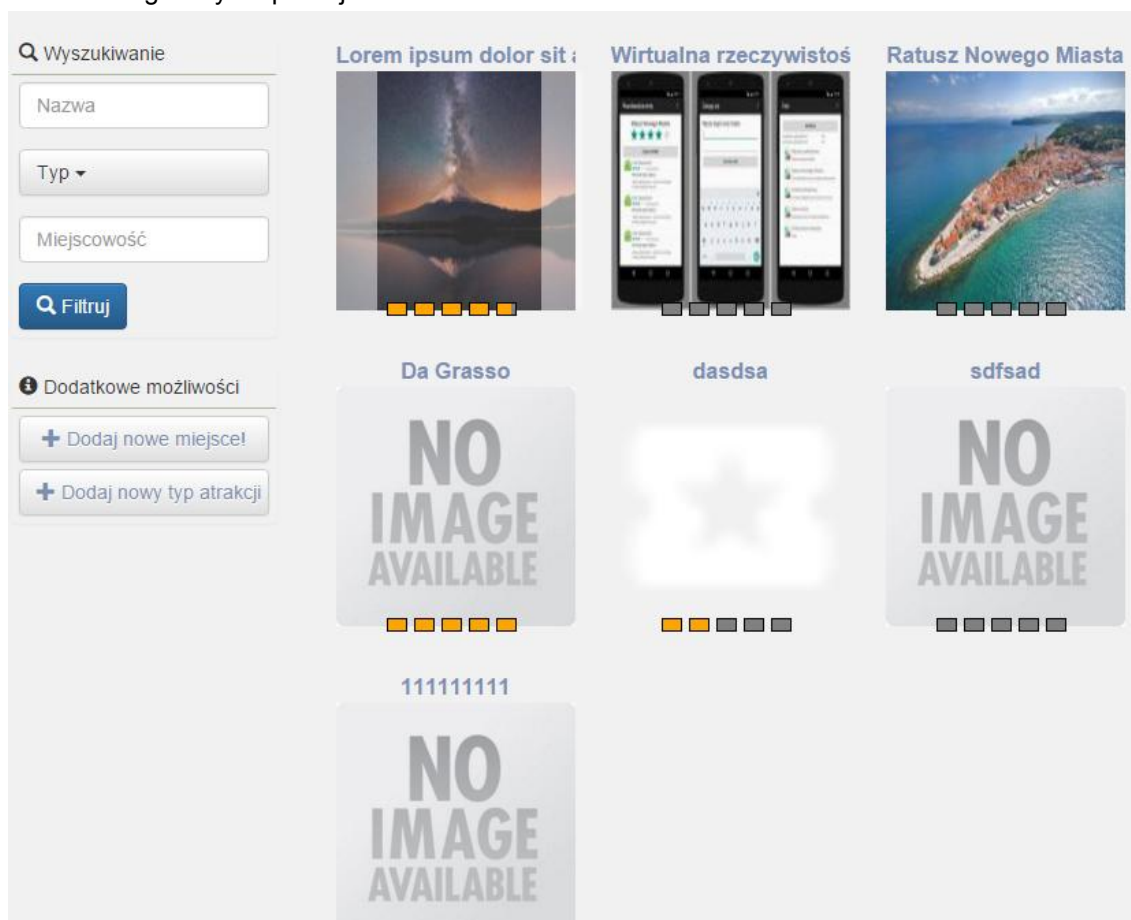 Wyszukiwanie
Nazwa
Typ
Miejscowość
Filtruj
Dodatkowe możliwości
Dodaj nowe miejsce!
Dodaj nowy typ atrakcji
Lorem ipsum dolor sit
Wirtualna rzeczywistoś
Ratusz Nowego Miasta
Da Grasso
NO
IMAGE
AVAILABLE
dasdsa
sdfsad
NO
IMAGE
AVAILABLE
111111111
NO
IMAGE
AVAILABLE